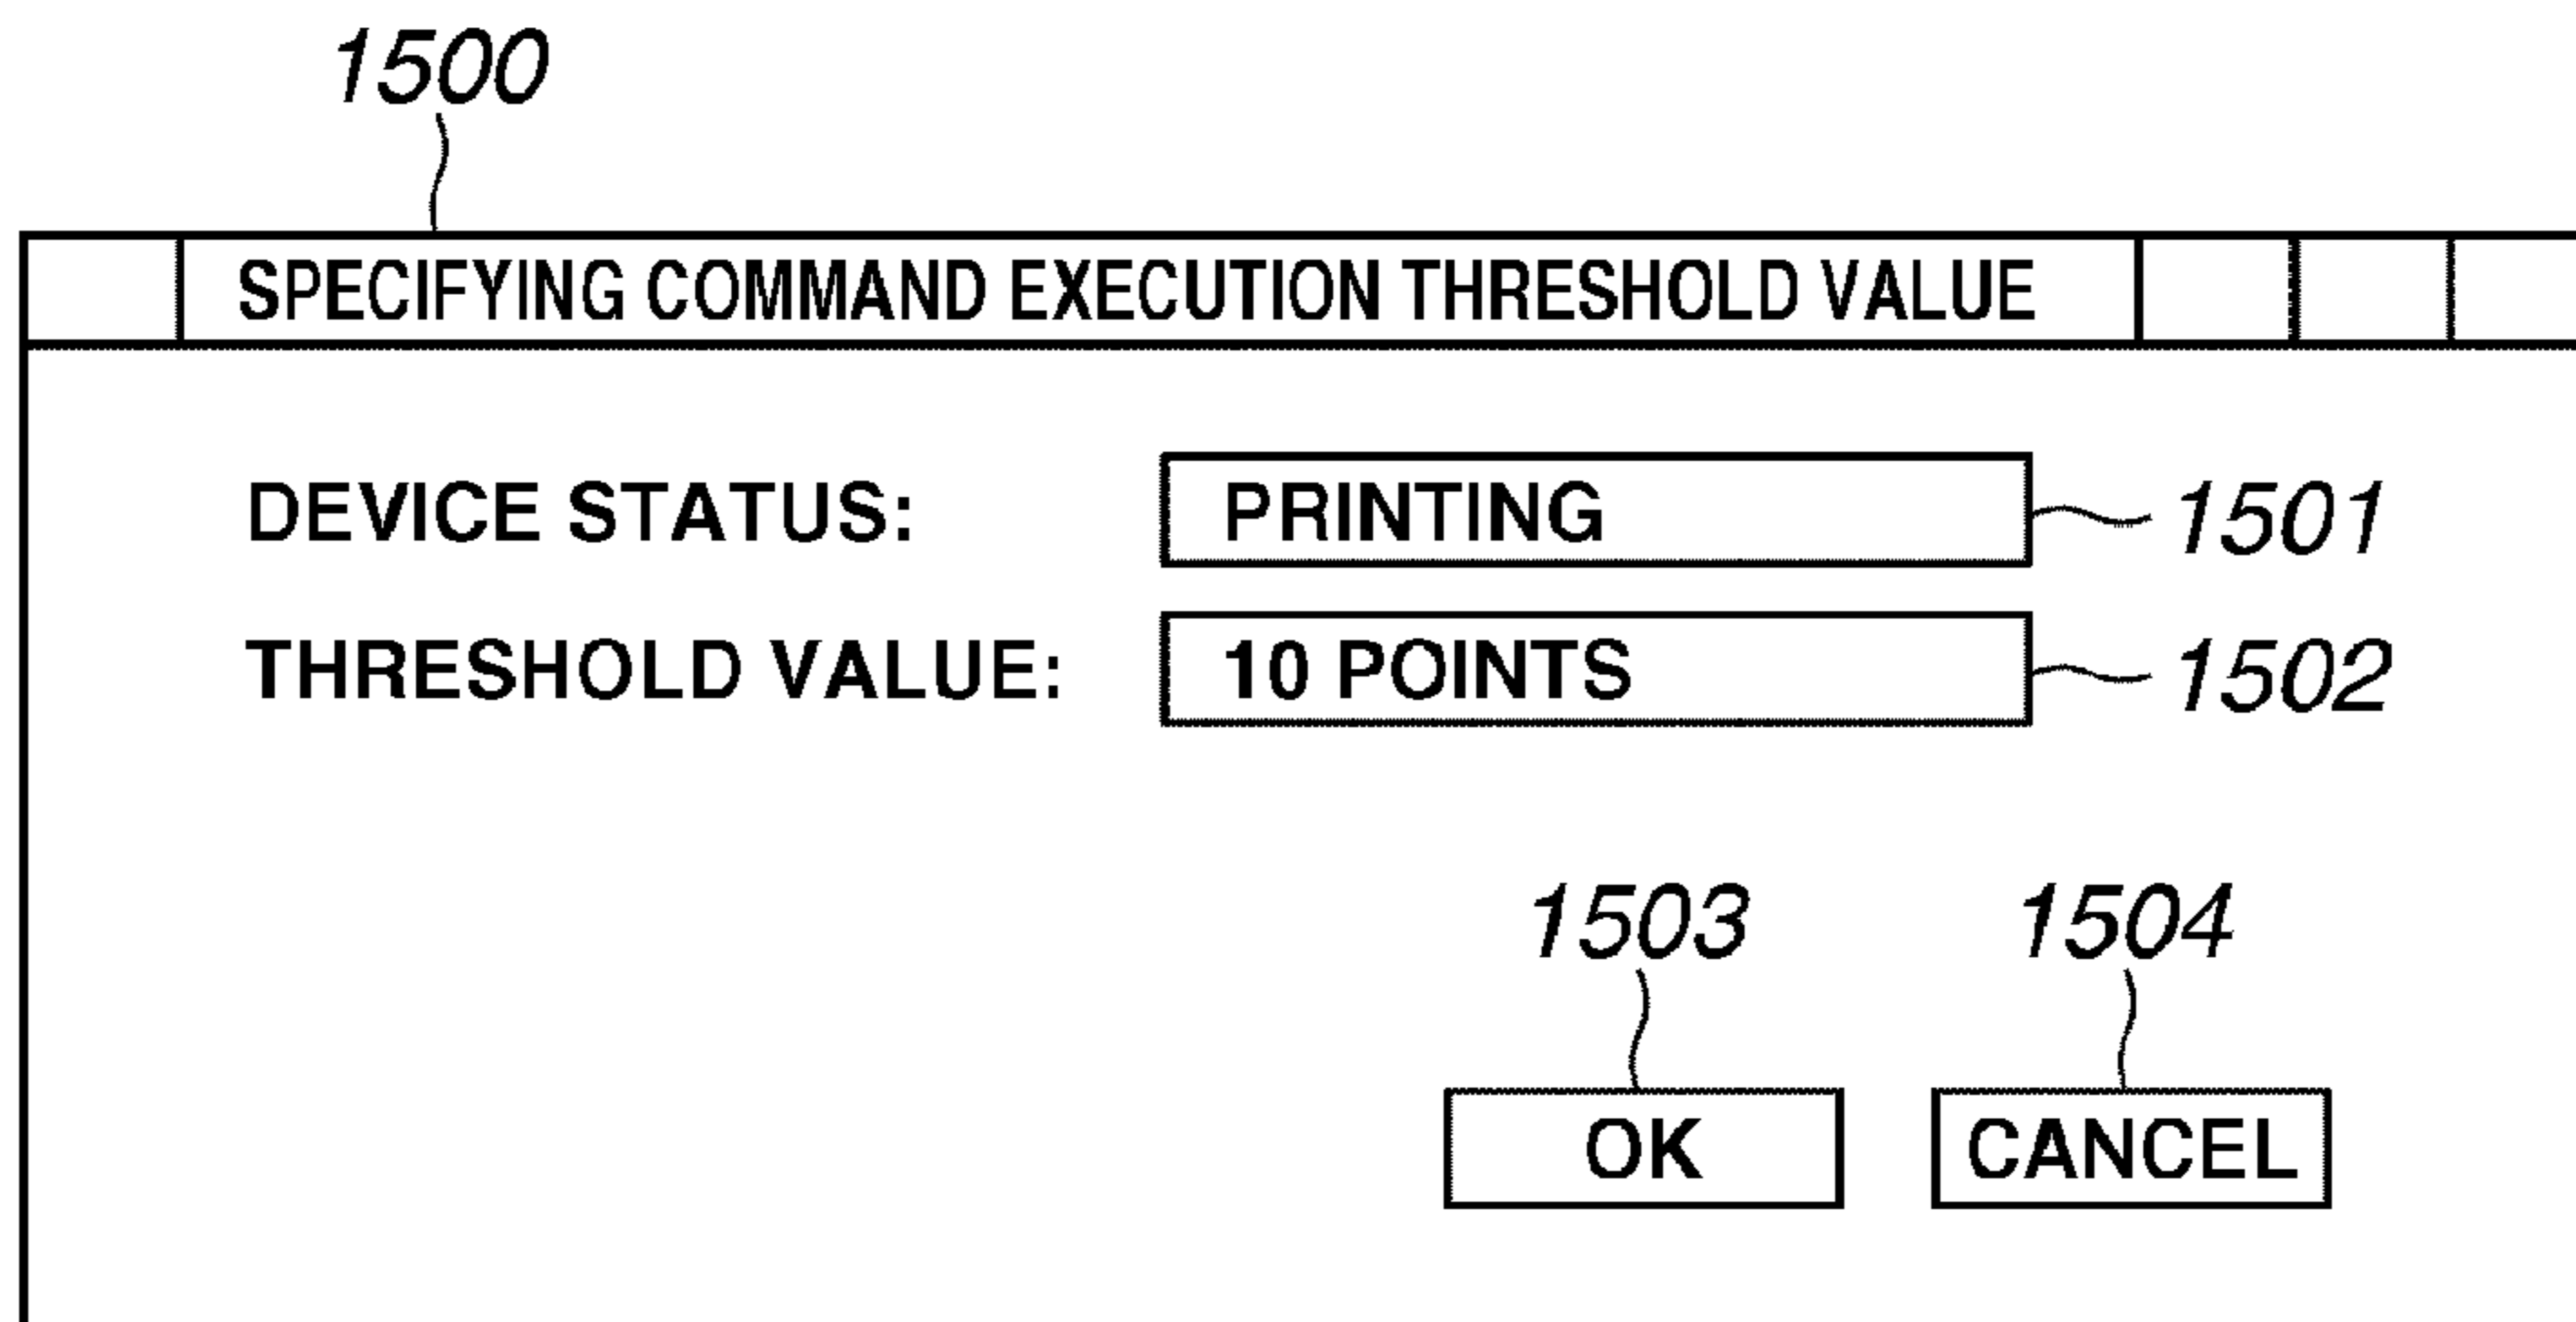 1500
SPECIFYING COMMAND EXECUTION THRESHOLD VALUE
DEVICE STATUS: PRINTING 1501
THRESHOLD VALUE: 10 POINTS 1502
1503 1504
OK CANCEL